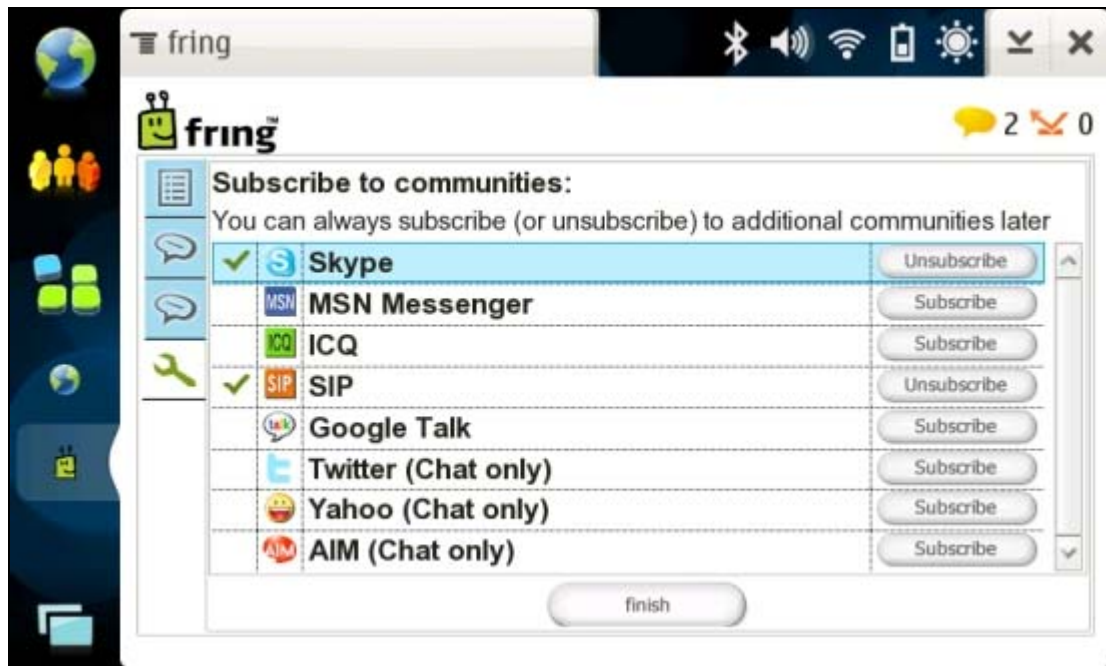 fring
fring™
2 0
Subscribe to communities:
You can always subscribe (or unsubscribe) to additional communities later
Skype Unsubscribe
MSN MSN Messenger Subscribe
ICQ ICQ Subscribe
SIP SIP Unsubscribe
talk Google Talk Subscribe
Twitter (Chat only) Subscribe
Yahoo (Chat only) Subscribe
AIM AIM (Chat only) Subscribe
finish